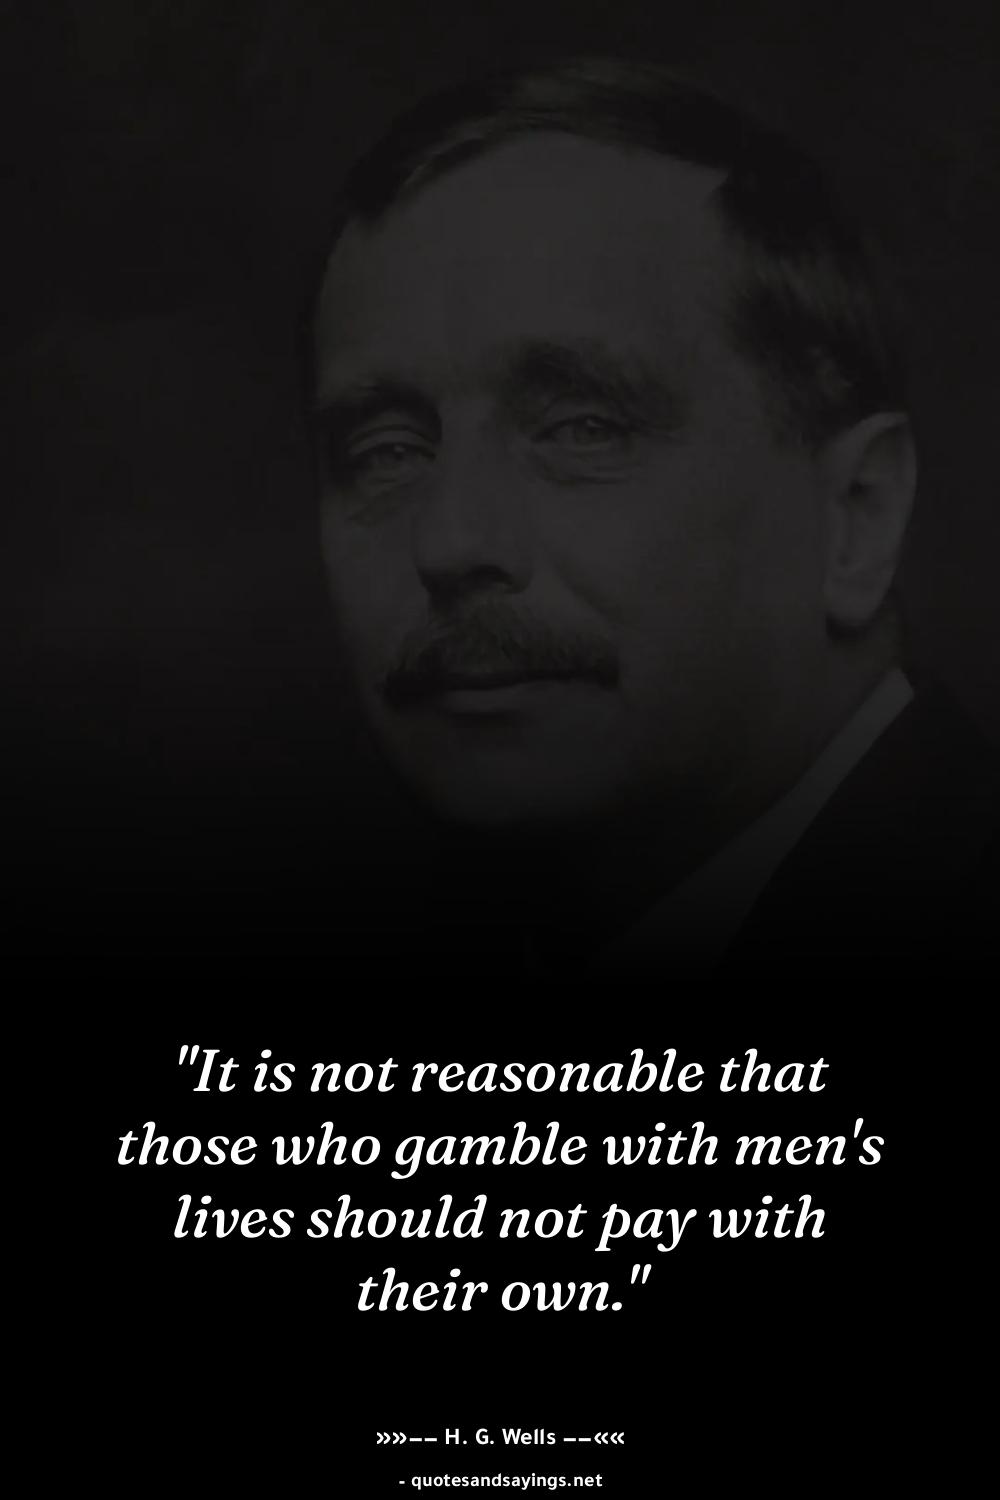 "It is not reasonable that
those who gamble with men's
lives should not pay with
their own."
»»−− H. G. Wells −−««
- quotesandsayings.net